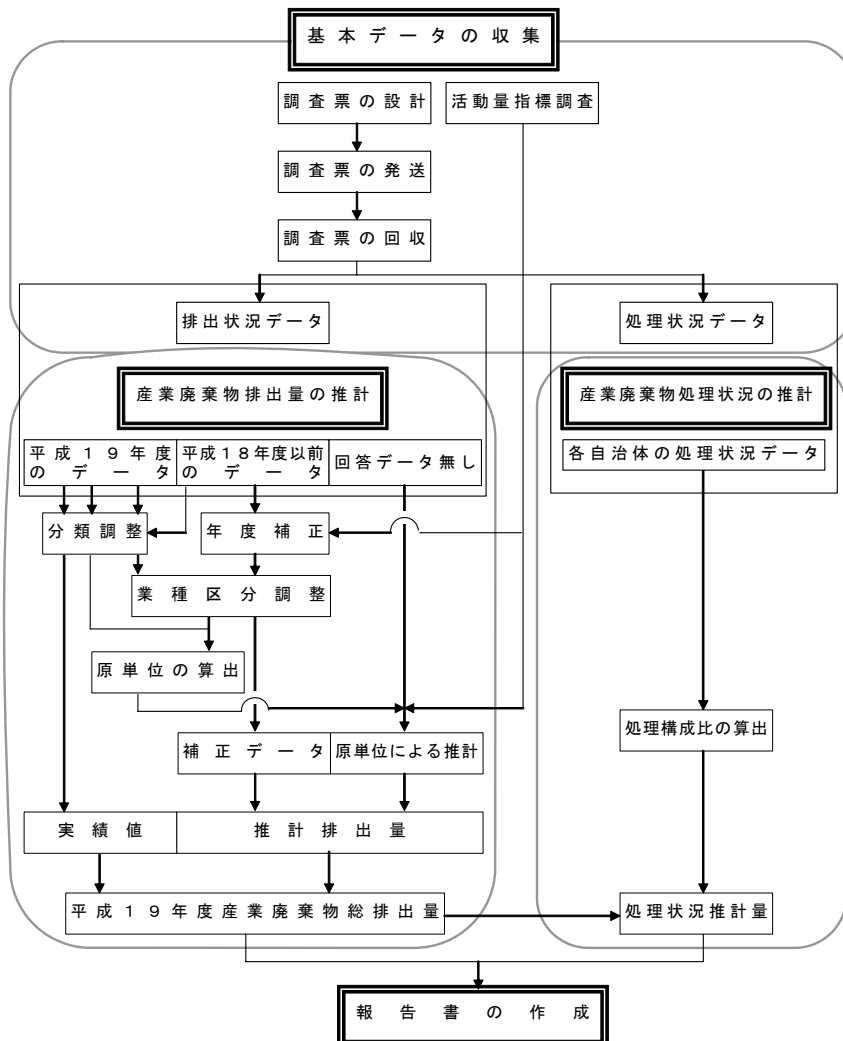 基本データの収集
調査票の設計
活動量指標調査
調査票の発送
調査票の回収
排出状況データ
処理状況データ
産業廃棄物排出量の推計
産業廃棄物処理状況の推計
平成１９年度
のデータ
平成１８年度以前
のデータ
回答データ無し
各自治体の処理状況データ
分類調整
年度補正
業種区分調整
原単位の算出
処理構成比の算出
補正データ
原単位による推計
実績値
推計排出量
平成１９年度産業廃棄物総排出量
処理状況推計量
報告書の作成